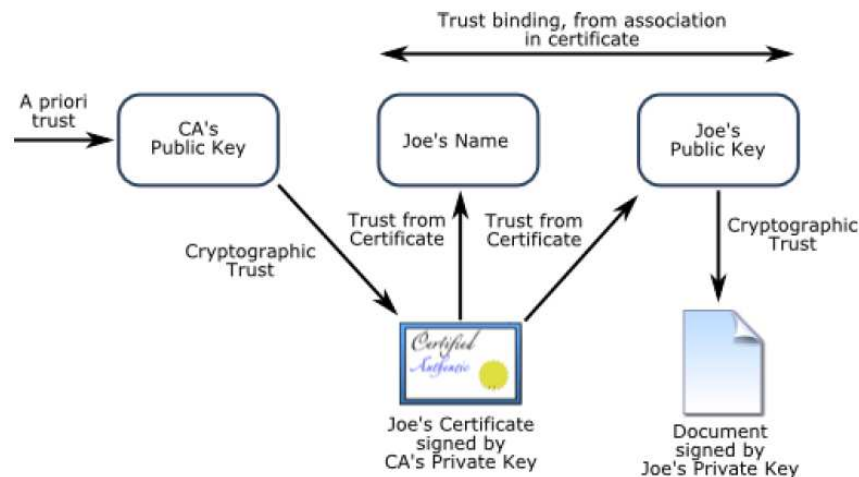 Trust binding, from association
in certificate
A priori
trust
CA's
Public Key
Joe's Name
Joe's
Public Key
Cryptographic
Trust
Trust from
Certificate
Trust from
Certificate
Cryptographic
Trust
Certified
Authentic
Joe's Certificate
signed by
CA's Private Key
Document
signed by
Joe's Private Key